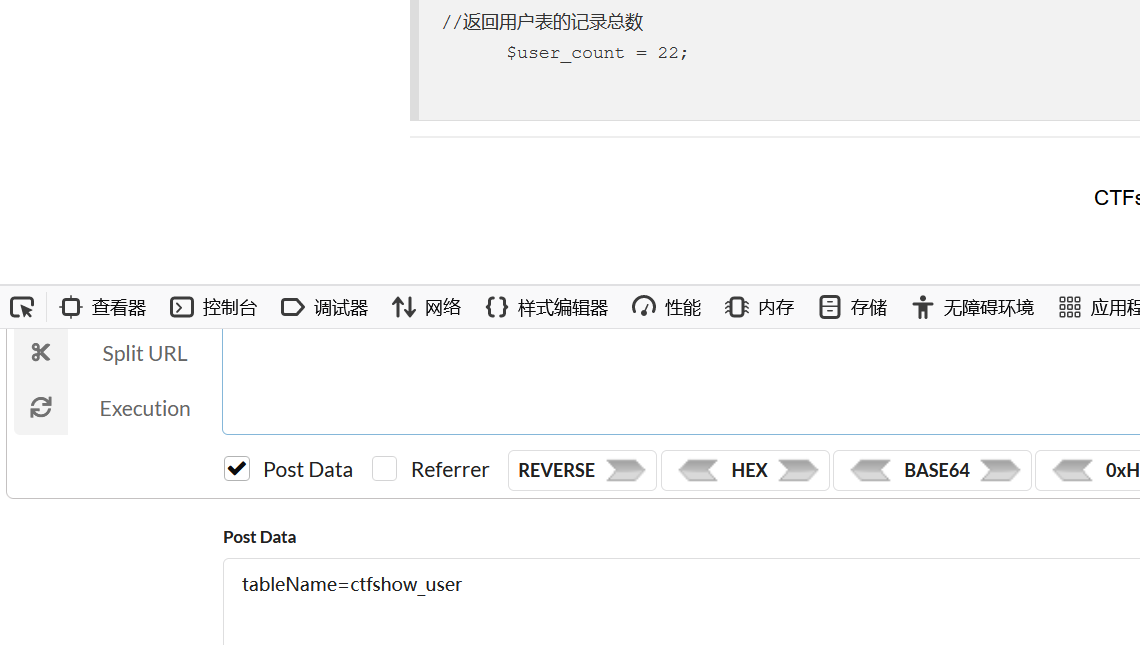 //返回用户表的记录总数
$user_count = 22;
CTFs
查看器 控制台 调试器 网络 样式编辑器 性能 内存 存储 无障碍环境 应用程
Split URL
Execution
Post Data Referrer REVERSE HEX BASE64 0xH
Post Data
tableName=ctfshow_user